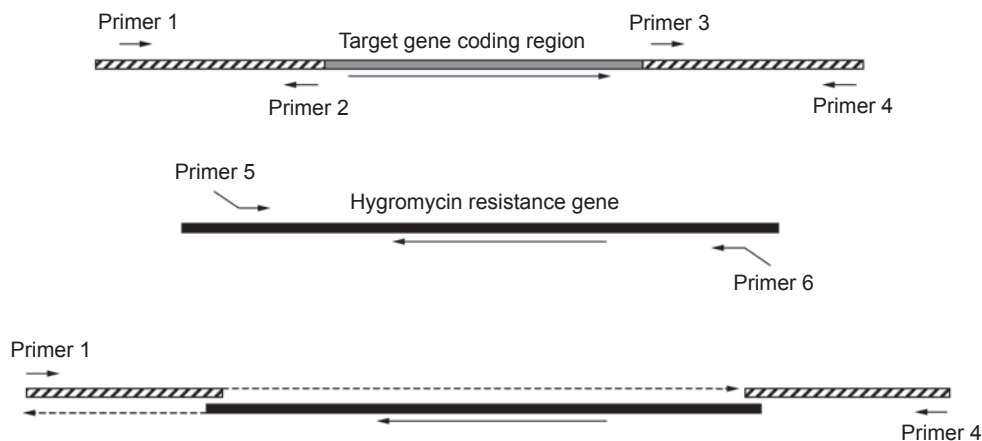 Primer 1
Primer 3
Target gene coding region
Primer 2
Primer 4
Primer 5
Hygromycin resistance gene
Primer 6
Primer 1
Primer 4